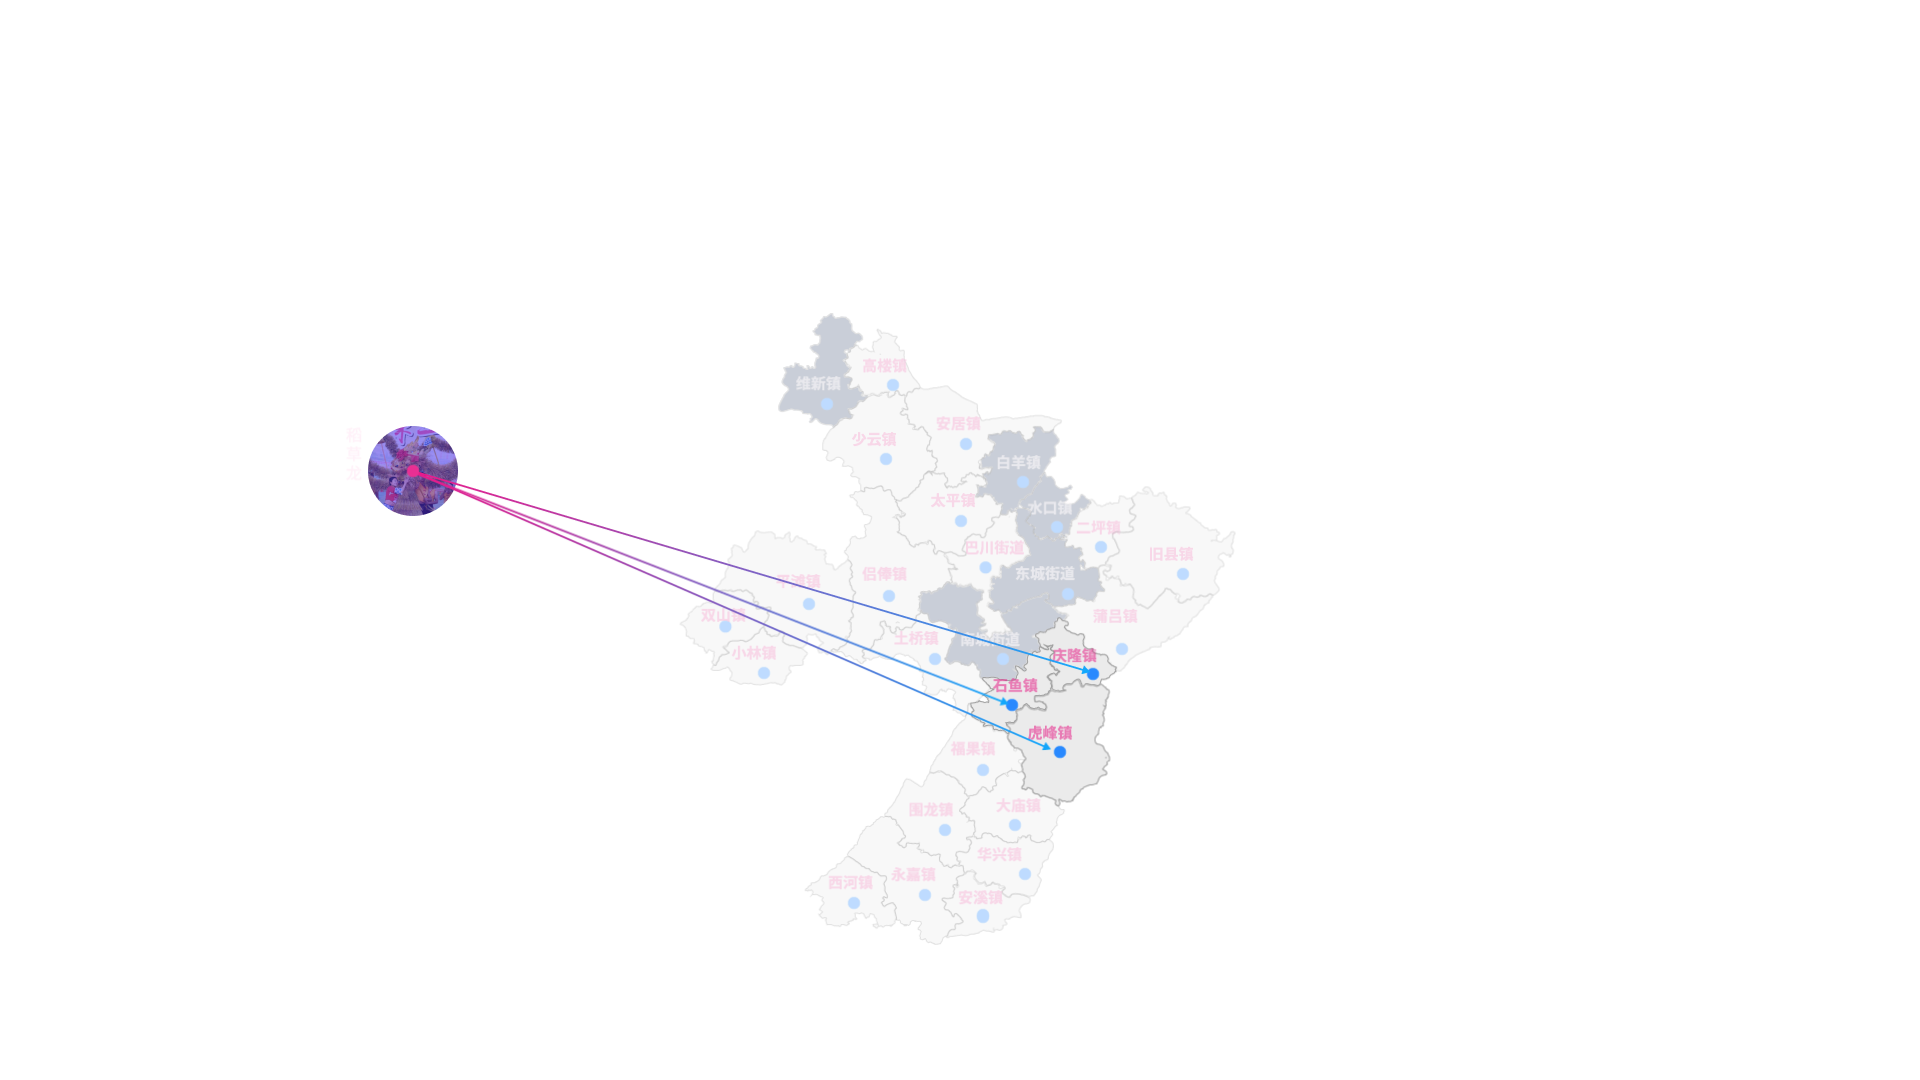 高楼镇
维新镇
安居镇
少云镇
稻
草
龙
白羊镇
太平镇
水口镇
二坪镇
巴川街道
旧县镇
侣俸镇
东城街道
平滩镇
双山镇
蒲吕镇
土桥镇
南城街道
小林镇
庆隆镇
石鱼镇
虎峰镇
福果镇
围龙镇
大庙镇
华兴镇
永嘉镇
西河镇
安溪镇